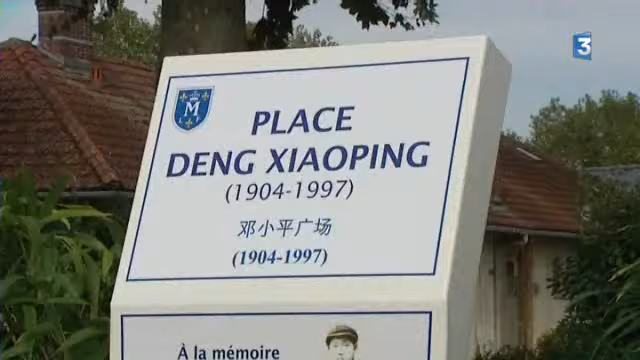 3
M
PLACE
DENG XIAOPING
(1904-1997)
邓小平广场
(1904-1997)
À la mémoire